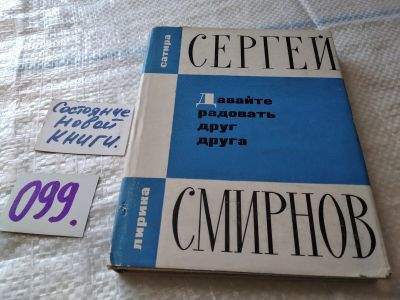 Состояние
новой
книги.
099.
сатира
СЕРГЕЙ
Давайте
радовать
друг
друга
лирика
СМИРНОВ